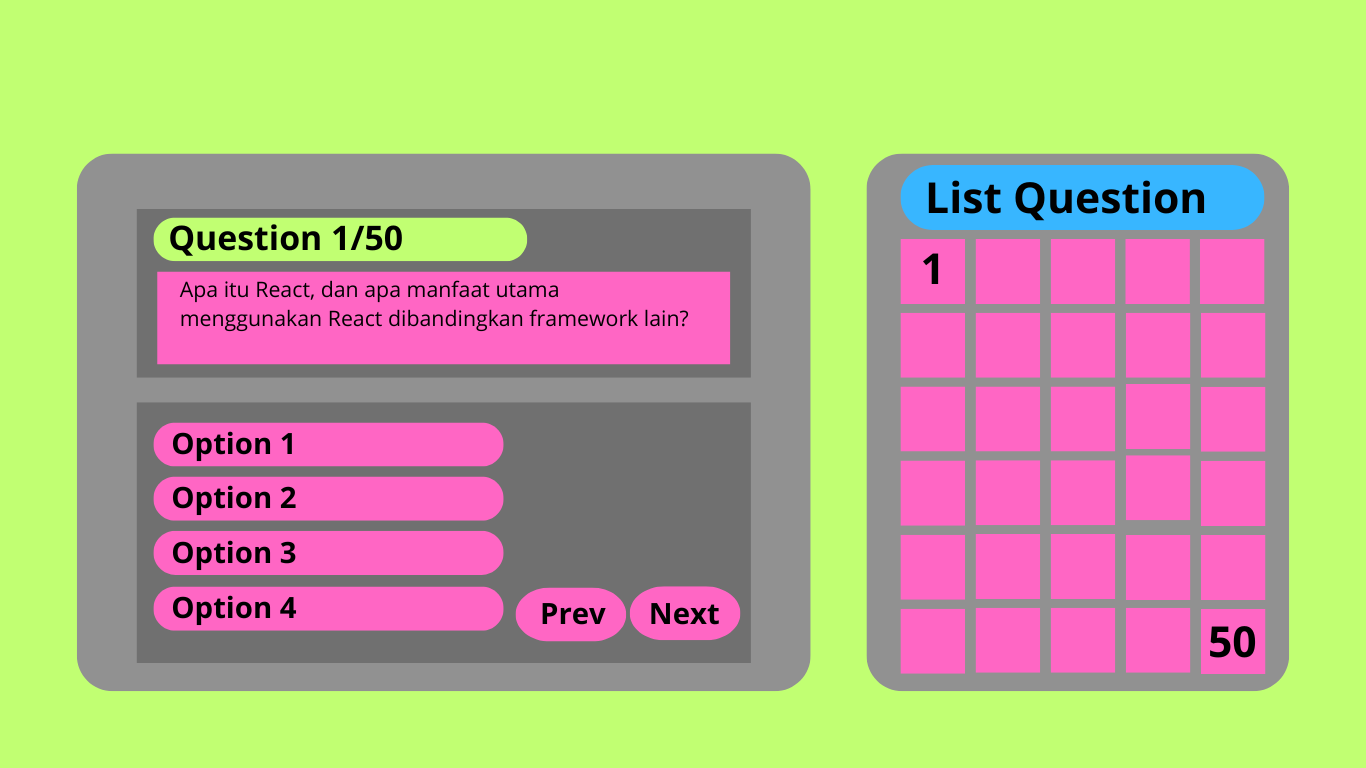 Question 1/50
Apa itu React, dan apa manfaat utama
menggunakan React dibandingkan framework lain?
Option 1
Option 2
Option 3
Option 4
Prev Next
List Question
1
50